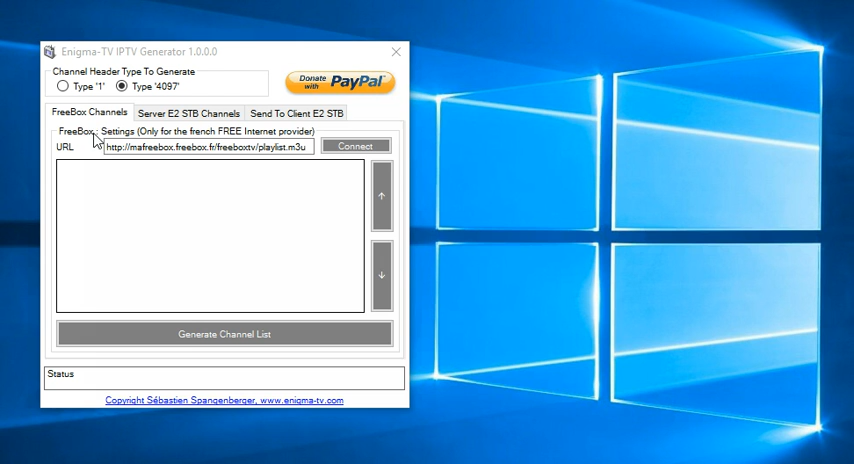 Enigma-TV IPTV Generator 1.0.0.0
Channel Header Type To Generate
Type '1' Type '4097'
Donate with PayPal
FreeBox Channels Server E2 STB Channels Send To Client E2 STB
FreeBox : Settings (Only for the french FREE Internet provider)
URL http://mafreebox.freebox.fr/freeboxtv/playlist.m3u Connect
Generate Channel List
Status
Copyright Sébastien Spangenberger, www.enigma-tv.com